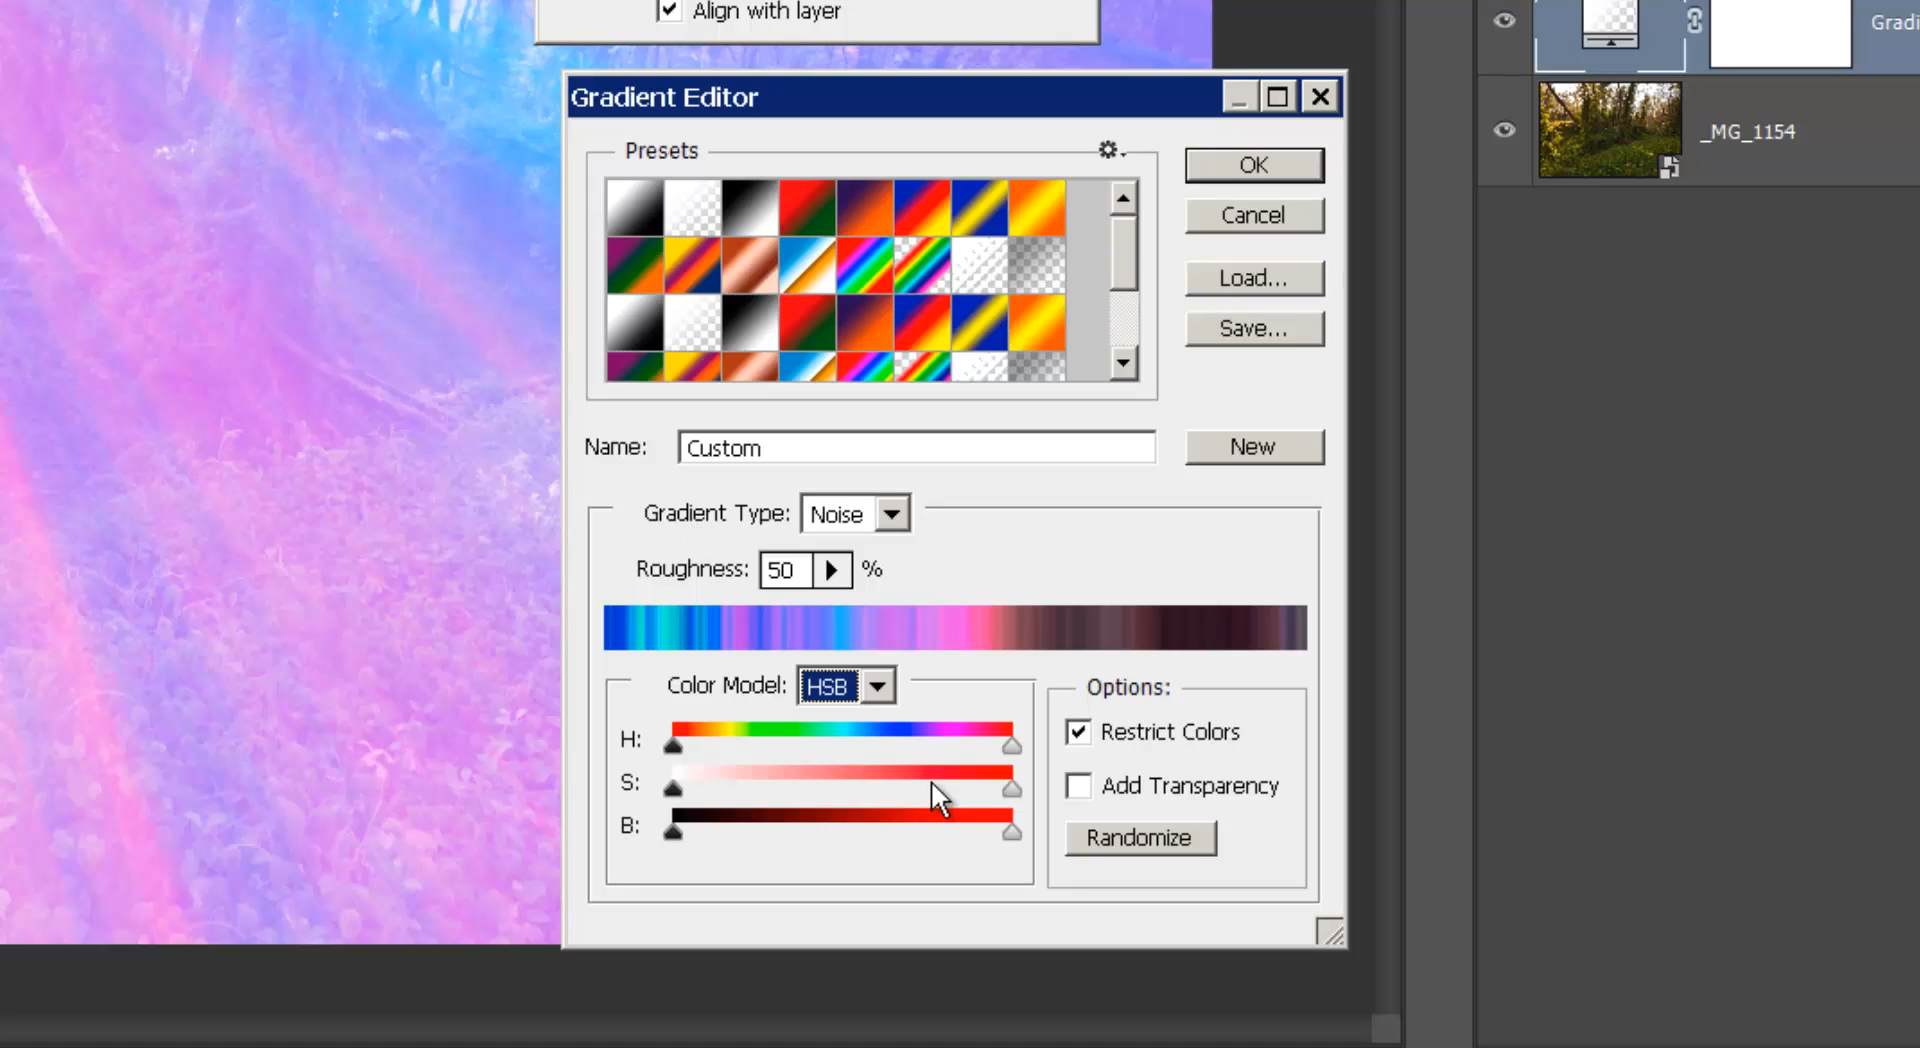 Align with layer
Gradi
Gradient Editor
_MG_1154
Presets
OK
Cancel
Load...
Save...
Name: Custom
New
Gradient Type: Noise
Roughness: 50 %
Color Model: HSB
Options:
H:
Restrict Colors
S:
Add Transparency
B:
Randomize